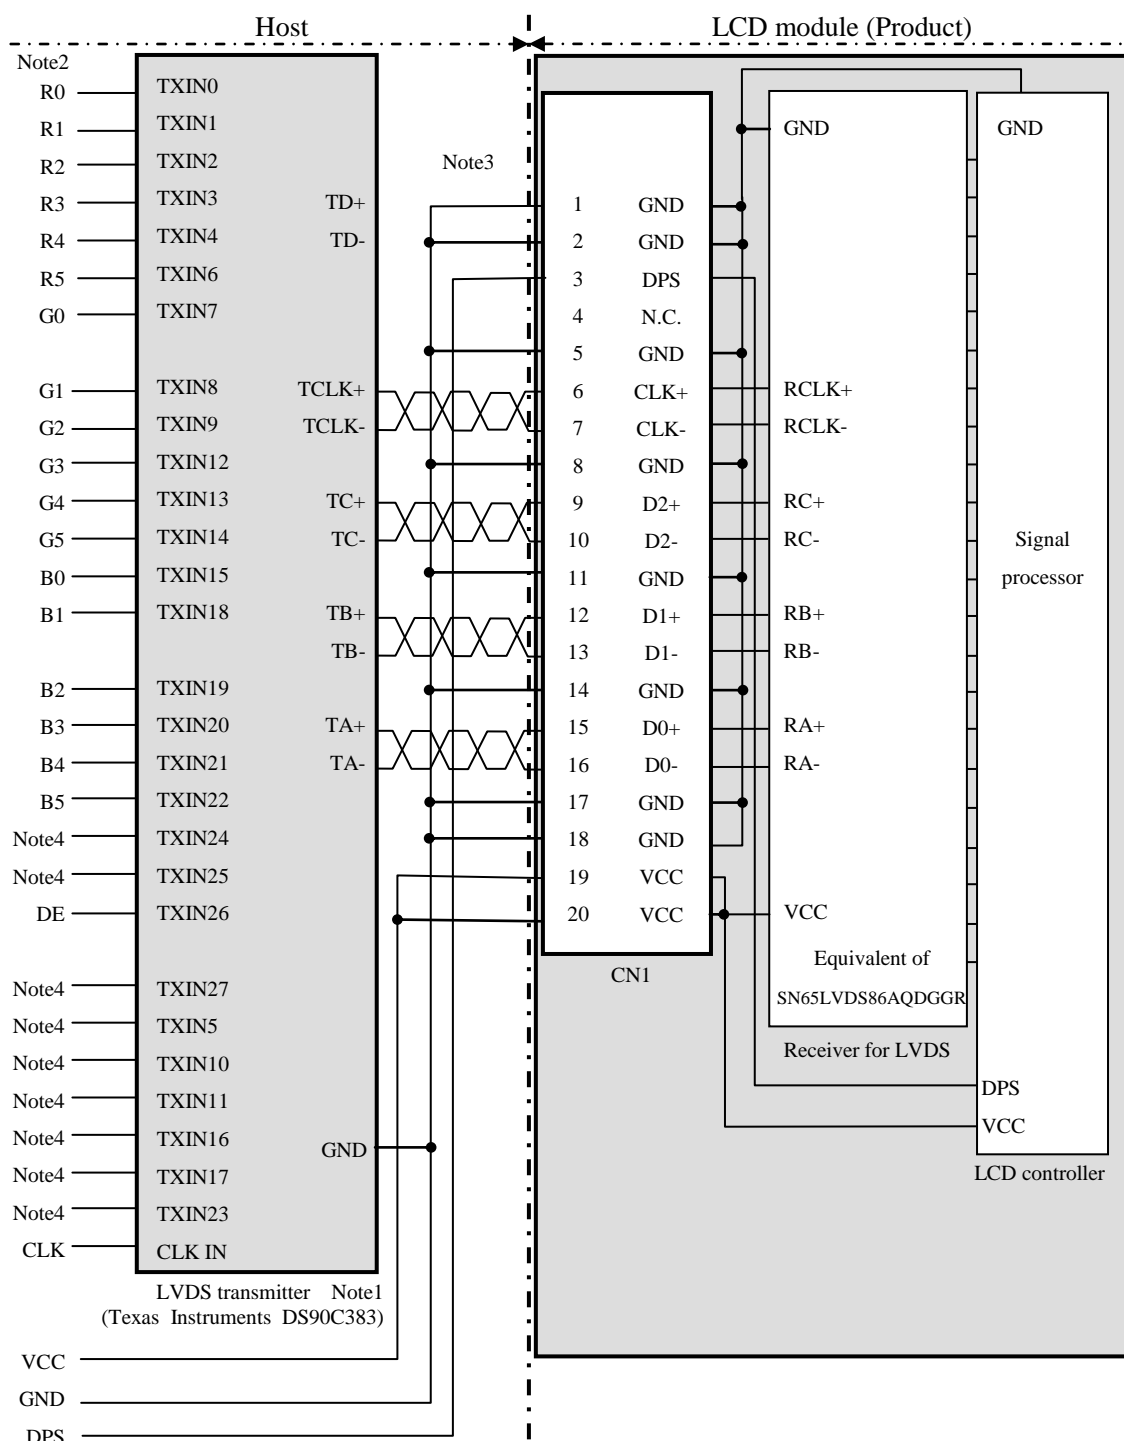 Host
LCD module (Product)
Note2
R0 TXIN0
R1 TXIN1
R2 TXIN2
R3 TXIN3 TD+
R4 TXIN4 TD-
R5 TXIN6
G0 TXIN7
G1 TXIN8 TCLK+
G2 TXIN9 TCLK-
G3 TXIN12
G4 TXIN13 TC+
G5 TXIN14 TC-
B0 TXIN15
B1 TXIN18 TB+
TB-
B2 TXIN19
B3 TXIN20 TA+
B4 TXIN21 TA-
B5 TXIN22
Note4 TXIN24
Note4 TXIN25
DE TXIN26
Note4 TXIN27
Note4 TXIN5
Note4 TXIN10
Note4 TXIN11
Note4 TXIN16 GND
Note4 TXIN17
Note4 TXIN23
CLK CLK IN
LVDS transmitter Note1
(Texas Instruments DS90C383)
VCC
GND
DPS
Note3
1 GND
2 GND
3 DPS
4 N.C.
5 GND
6 CLK+
7 CLK-
8 GND
9 D2+
10 D2-
11 GND
12 D1+
13 D1-
14 GND
15 D0+
16 D0-
17 GND
18 GND
19 VCC
20 VCC
CN1
GND
RCLK+
RCLK-
RC+
RC-
RB+
RB-
RA+
RA-
VCC
Equivalent of
SN65LVDS86AQDGGR
Receiver for LVDS
GND
Signal
processor
DPS
VCC
LCD controller